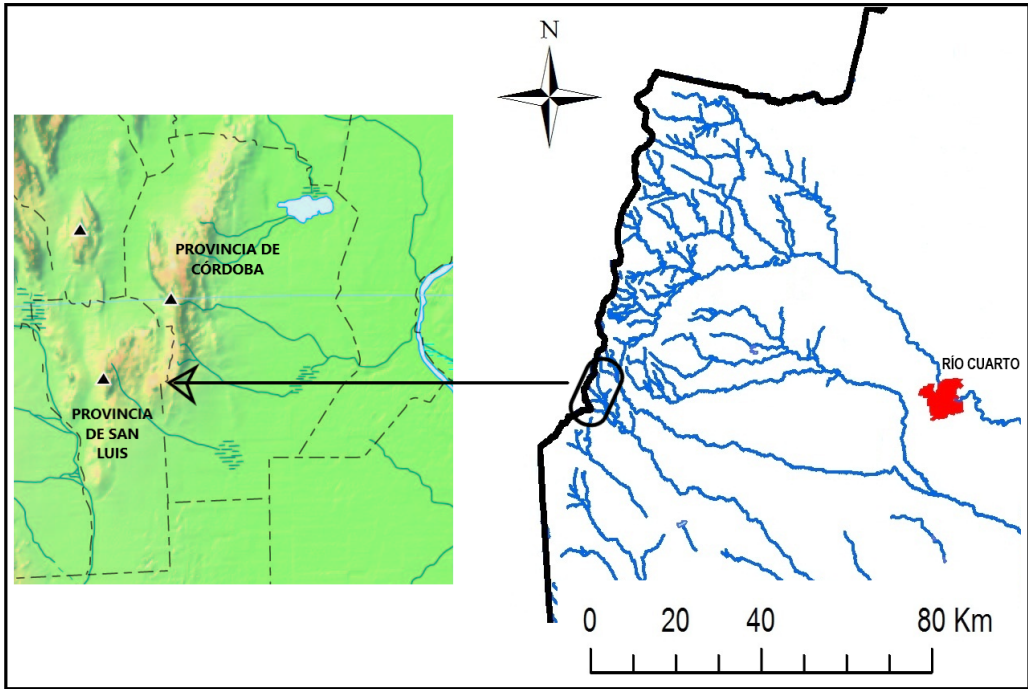 N
PROVINCIA DE
CÓRDOBA
PROVINCIA
DE SAN
LUIS
RÍO CUARTO
0 20 40 80 Km